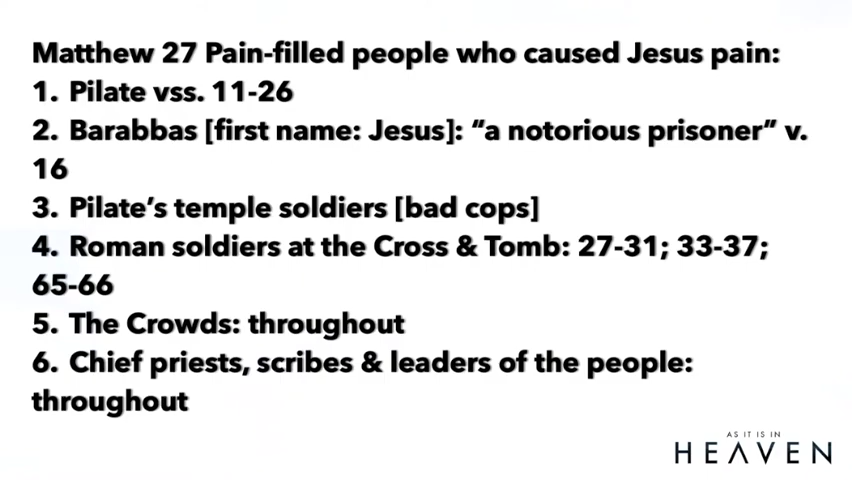 Matthew 27 Pain-filled people who caused Jesus pain:
1. Pilate vss. 11-26
2. Barabbas [first name: Jesus]: “a notorious prisoner” v.
16
3. Pilate’s temple soldiers [bad cops]
4. Roman soldiers at the Cross & Tomb: 27-31; 33-37;
65-66
5. The Crowds: throughout
6. Chief priests, scribes & leaders of the people:
throughout
AS IT IS IN
HEAVEN